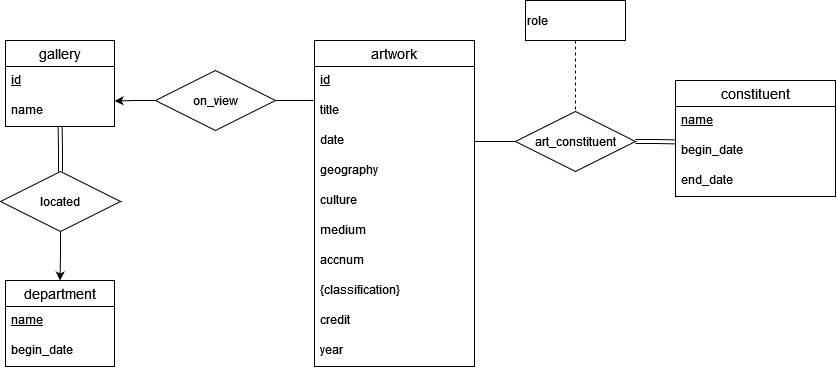 gallery
id
name
on_view
located
department
name
begin_date
artwork
id
title
date
geography
culture
medium
accnum
{classification}
credit
year
role
art_constituent
constituent
name
begin_date
end_date